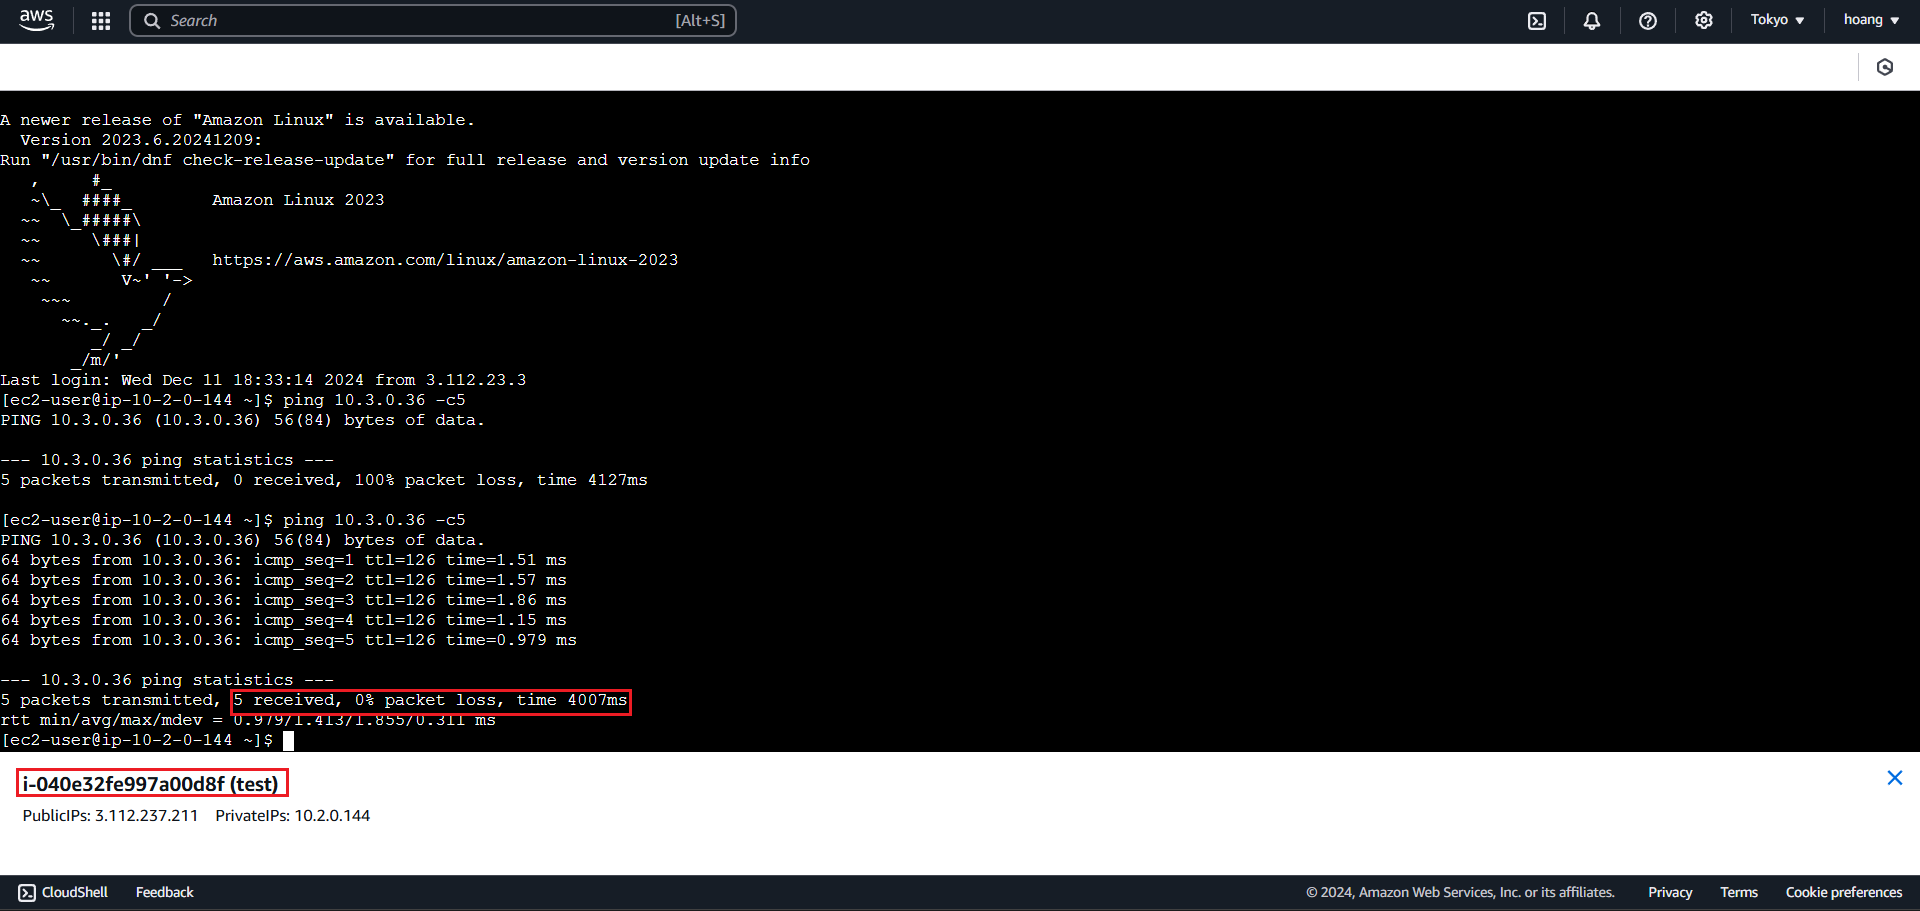 aws
Search [Alt+S]
Tokyo ▼
hoang ▼
A newer release of "Amazon Linux" is available.
  Version 2023.6.20241209:
Run "/usr/bin/dnf check-release-update" for full release and version update info
   ,     #_
   ~\_  ####_        Amazon Linux 2023
  ~~  \_#####\
  ~~     \###|
  ~~       \#/ ___   https://aws.amazon.com/linux/amazon-linux-2023
   ~~       V~' '->
    ~~~         /
      ~~._.   _/
         _/ _/
       _/m/'
Last login: Wed Dec 11 18:33:14 2024 from 3.112.23.3
[ec2-user@ip-10-2-0-144 ~]$ ping 10.3.0.36 -c5
PING 10.3.0.36 (10.3.0.36) 56(84) bytes of data.
--- 10.3.0.36 ping statistics ---
5 packets transmitted, 0 received, 100% packet loss, time 4127ms
[ec2-user@ip-10-2-0-144 ~]$ ping 10.3.0.36 -c5
PING 10.3.0.36 (10.3.0.36) 56(84) bytes of data.
64 bytes from 10.3.0.36: icmp_seq=1 ttl=126 time=1.51 ms
64 bytes from 10.3.0.36: icmp_seq=2 ttl=126 time=1.57 ms
64 bytes from 10.3.0.36: icmp_seq=3 ttl=126 time=1.86 ms
64 bytes from 10.3.0.36: icmp_seq=4 ttl=126 time=1.15 ms
64 bytes from 10.3.0.36: icmp_seq=5 ttl=126 time=0.979 ms
--- 10.3.0.36 ping statistics ---
5 packets transmitted, 5 received, 0% packet loss, time 4007ms
rtt min/avg/max/mdev = 0.979/1.413/1.855/0.311 ms
[ec2-user@ip-10-2-0-144 ~]$
i-040e32fe997a00d8f (test)
PublicIPs: 3.112.237.211 PrivateIPs: 10.2.0.144
CloudShell Feedback © 2024, Amazon Web Services, Inc. or its affiliates. Privacy Terms Cookie preferences